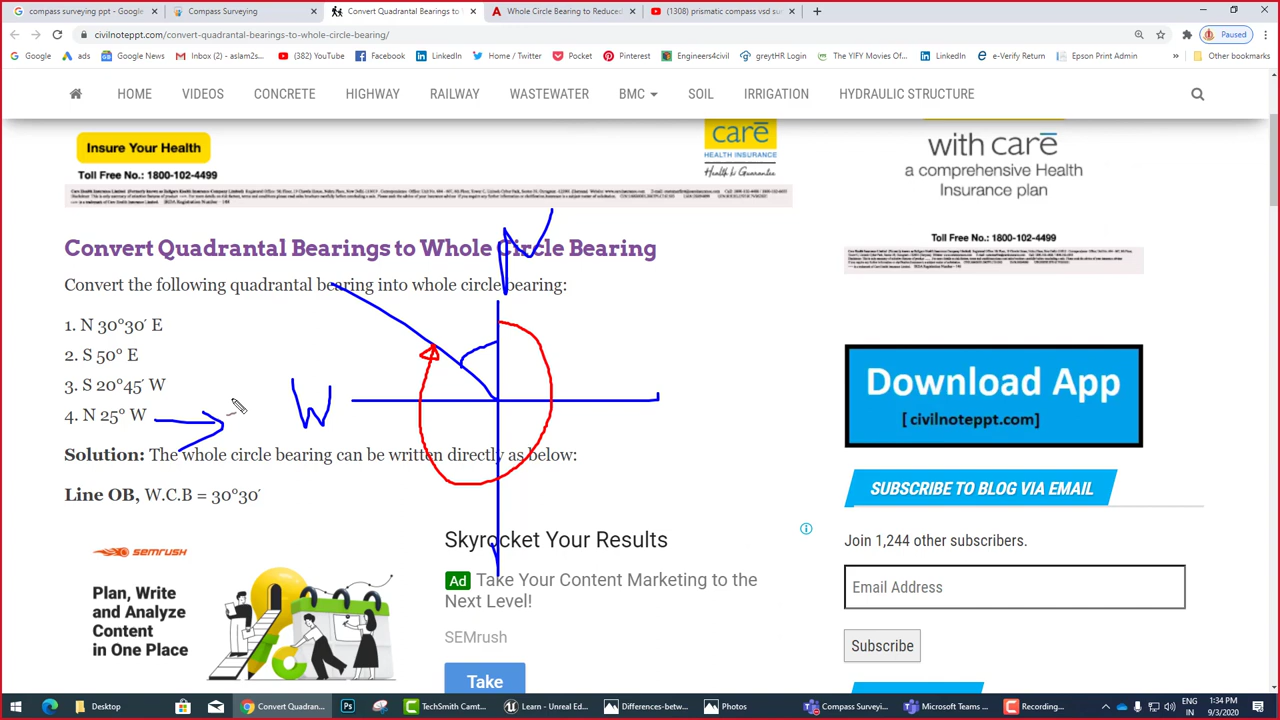 compass surveying ppt - Google
Compass Surveying
Convert Quadrantal Bearings to
Whole Circle Bearing to Reduced
(1308) prismatic compass vsd su
civilnoteppt.com/convert-quadrantal-bearings-to-whole-circle-bearing/
Paused
Google
ads
Google News
Inbox (2) - aslam2s...
(382) YouTube
Facebook
LinkedIn
Home / Twitter
Pocket
Pinterest
Engineers4civil
greytHR Login
The YIFY Movies Of...
LinkedIn
e-Verify Return
Epson Print Admin
»
Other bookmarks
HOME
VIDEOS
CONCRETE
HIGHWAY
RAILWAY
WASTEWATER
BMC
SOIL
IRRIGATION
HYDRAULIC STRUCTURE
Insure Your Health
Toll Free No.: 1800-102-4499
care
HEALTH INSURANCE
with care
a comprehensive Health
Insurance plan
Toll Free No.: 1800-102-4499
N
Convert Quadrantal Bearings to Whole Circle Bearing
Convert the following quadrantal bearing into whole circle bearing:
1. N 30°30′ E
2. S 50° E
3. S 20°45′ W
4. N 25° W
W
Solution: The whole circle bearing can be written directly as below:
Line OB, W.C.B = 30°30′
Download App
[ civilnoteppt.com]
SUBSCRIBE TO BLOG VIA EMAIL
Join 1,244 other subscribers.
Email Address
Subscribe
SEMRUSH
Plan, Write
and Analyze
Content
in One Place
Skyrocket Your Results
Ad Take Your Content Marketing to the
Next Level!
SEMrush
Take
Desktop
Convert Quadran...
TechSmith Camt...
Learn - Unreal Ed...
Differences-betw...
Photos
Compass Surveyi...
Microsoft Teams ...
Recording...
ENG
IN
1:34 PM
9/3/2020